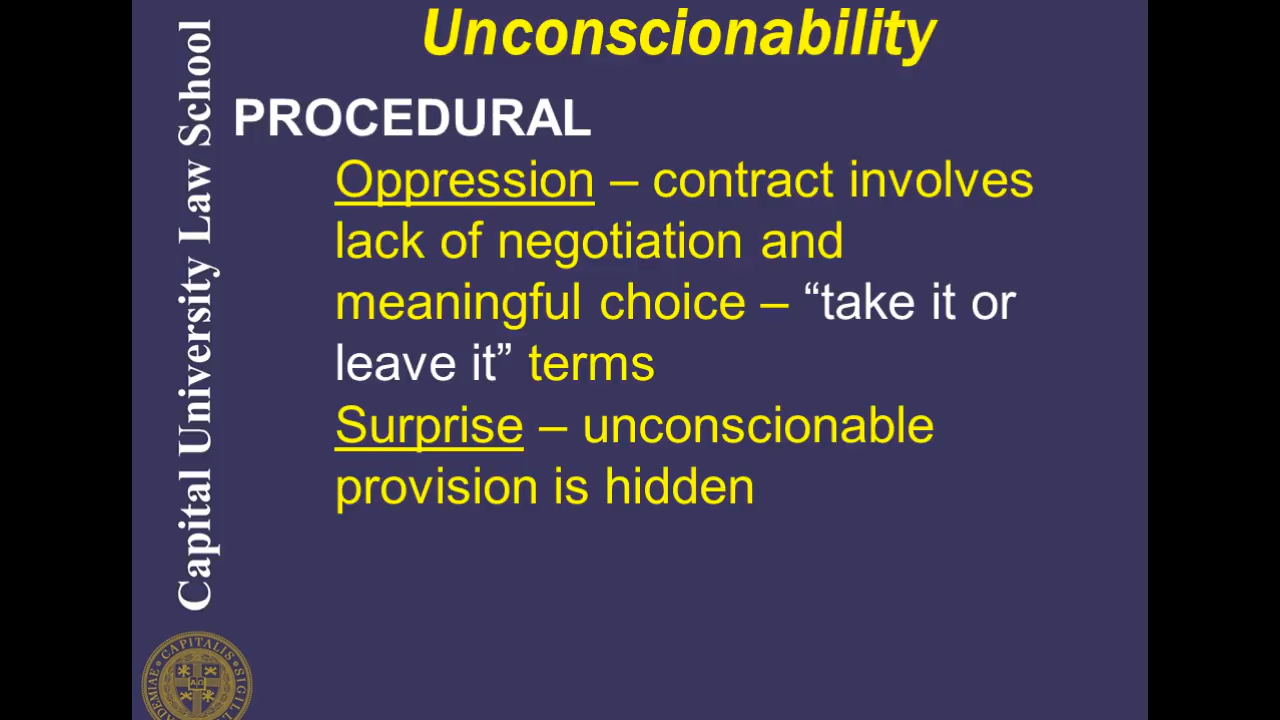 Unconscionability
Capital University Law School
PROCEDURAL
Oppression – contract involves
lack of negotiation and
meaningful choice – “take it or
leave it” terms
Surprise – unconscionable
provision is hidden
CAPITALIS